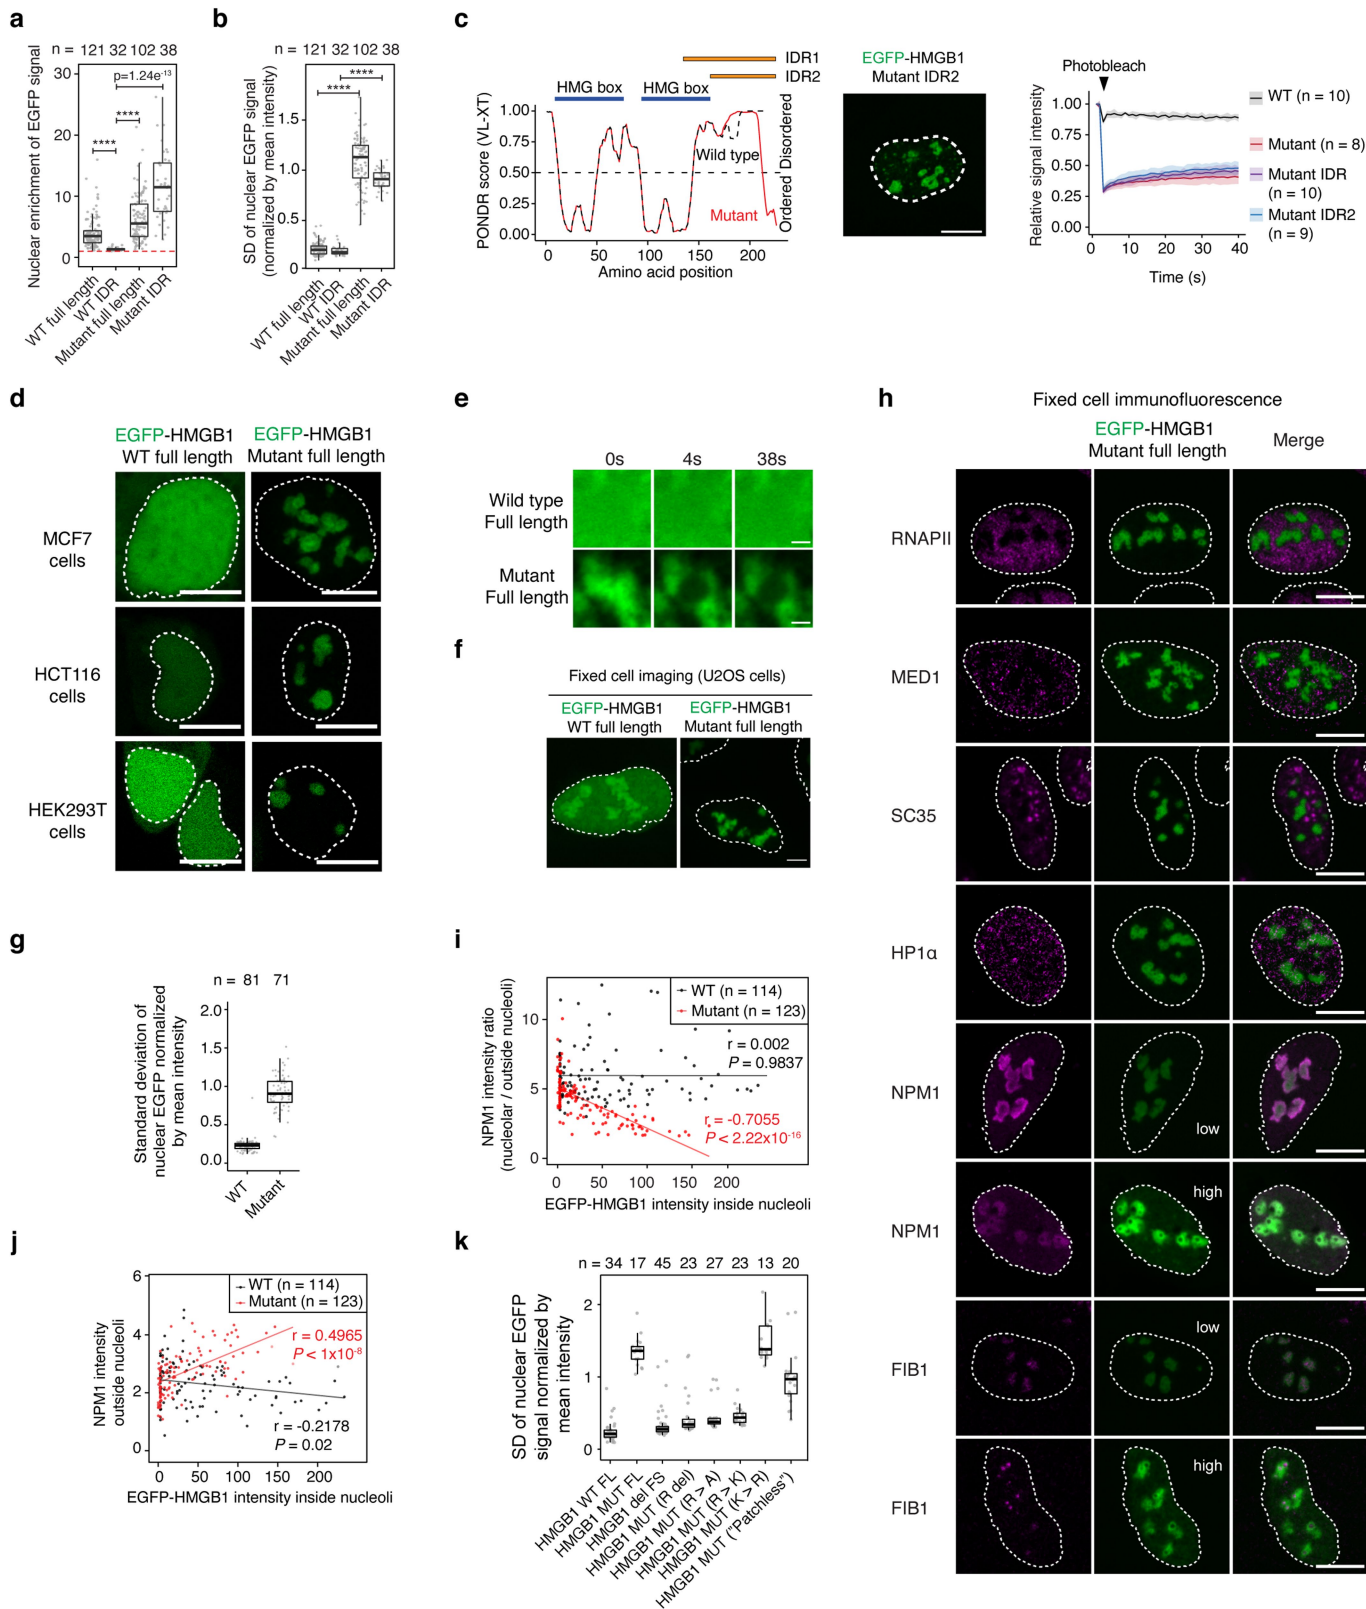 a
n = 121 32 102 38
Nuclear enrichment of EGFP signal
30
20
10
0
p=1.24e-13
****
****
WT full length
WT IDR
Mutant full length
Mutant IDR
b
n = 121 32 102 38
SD of nuclear EGFP signal
(normalized by mean intensity)
1.5
1.0
0.5
0
****
****
WT full length
WT IDR
Mutant full length
Mutant IDR
c
IDR1
IDR2
HMG box
HMG box
PONDR score (VL-XT)
1.00
0.75
0.50
0.25
0.00
Wild type
Mutant
Ordered Disordered
0
100
200
Amino acid position
EGFP-HMGB1
Mutant IDR2
Photobleach
Relative signal intensity
1.00
0.75
0.50
0.25
0.00
0
10
20
30
40
Time (s)
WT (n = 10)
Mutant (n = 8)
Mutant IDR
(n = 10)
Mutant IDR2
(n = 9)
d
EGFP-HMGB1
WT full length
EGFP-HMGB1
Mutant full length
MCF7
cells
HCT116
cells
HEK293T
cells
e
0s
4s
38s
Wild type
Full length
Mutant
Full length
f
Fixed cell imaging (U2OS cells)
EGFP-HMGB1
WT full length
EGFP-HMGB1
Mutant full length
g
n = 81 71
Standard deviation of
nuclear EGFP normalized
by mean intensity
2.0
1.5
1.0
0.5
0.0
WT
Mutant
h
Fixed cell immunofluorescence
EGFP-HMGB1
Mutant full length
Merge
RNAPII
MED1
SC35
HP1α
NPM1
low
NPM1
high
FIB1
low
FIB1
high
i
NPM1 intensity ratio
(nucleolar / outside nucleoli)
10
5
0
WT (n = 114)
Mutant (n = 123)
r = 0.002
P = 0.9837
r = -0.7055
P < 2.22x10-16
0
50
100
150
200
EGFP-HMGB1 intensity inside nucleoli
j
NPM1 intensity
outside nucleoli
6
4
2
0
WT (n = 114)
Mutant (n = 123)
r = 0.4965
P < 1x10-8
r = -0.2178
P = 0.02
0
50
100
150
200
EGFP-HMGB1 intensity inside nucleoli
k
n = 34 17 45 23 27 23 13 20
SD of nuclear EGFP
signal normalized by
mean intensity
2
1
0
HMGB1 WT FL
HMGB1 MUT FL
HMGB1 del FS
HMGB1 MUT (R del)
HMGB1 MUT (R > A)
HMGB1 MUT (R > K)
HMGB1 MUT (K > R)
HMGB1 MUT ("Patchless")